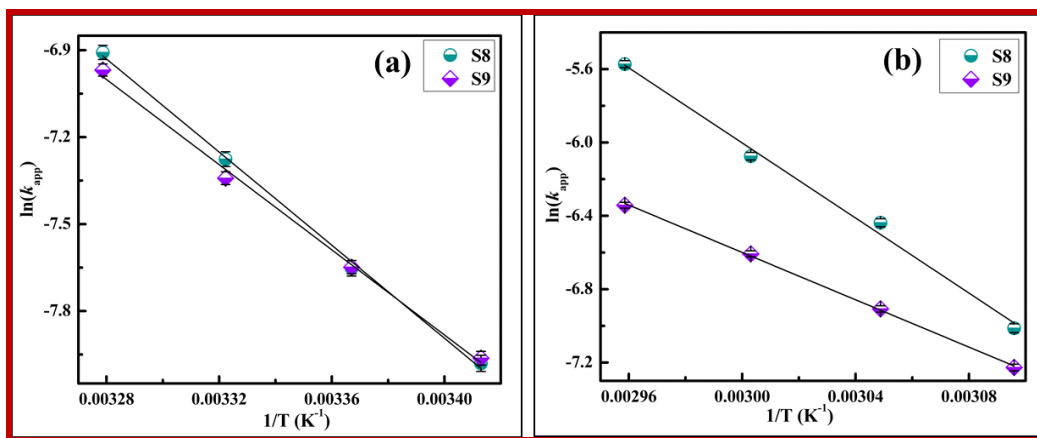 (a)
S8
S9
-6.9
-7.2
-7.5
-7.8
ln(kapp)
0.00328
0.00332
0.00336
0.00340
1/T (K-1)
(b)
S8
S9
-5.6
-6.0
-6.4
-6.8
-7.2
ln(kapp)
0.00296
0.00300
0.00304
0.00308
1/T (K-1)